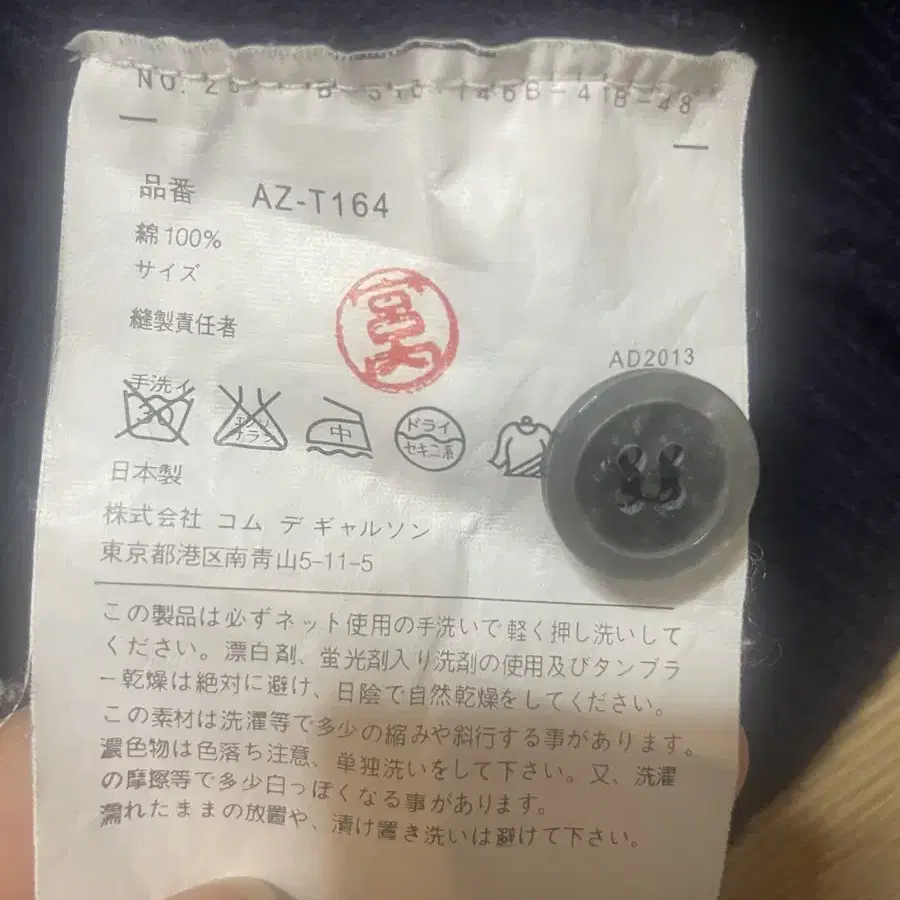 品番 AZ-T164
綿100%
サイズ
縫製責任者
AD2013
手洗イ
30
エンソ
サラシ
中
ドライ
セキユ系
日本製
株式会社 コム デ ギャルソン
東京都港区南青山5-11-5
この製品は必ずネット使用の手洗いで軽く押し洗いして
ください。漂白剤、蛍光剤入り洗剤の使用及びタンブラ
ー乾燥は絶対に避け、日陰で自然乾燥をしてください。
この素材は洗濯等で多少の縮みや斜行する事があります。
濃色物は色落ち注意、単独洗いをして下さい。又、洗濯
の摩擦等で多少白っぽくなる事があります。
濡れたままの放置や、漬け置き洗いは避けて下さい。